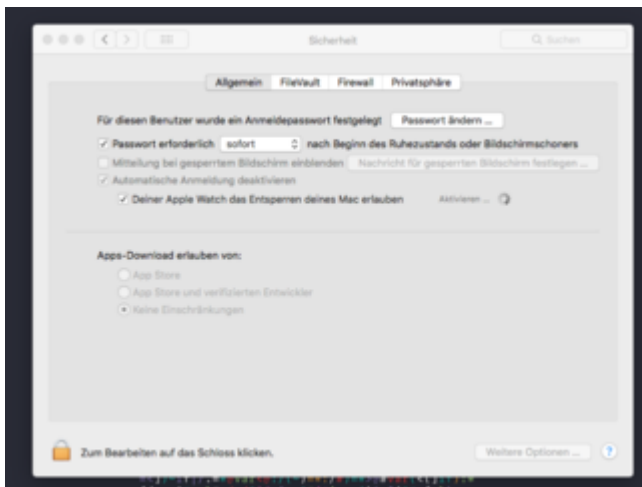 Sicherheit
Suchen
Allgemein FileVault Firewall Privatsphäre
Für diesen Benutzer wurde ein Anmeldepasswort festgelegt Passwort ändern ...
Passwort erforderlich sofort nach Beginn des Ruhezustands oder Bildschirmschoners
Mitteilung bei gesperrtem Bildschirm einblenden Nachricht für gesperrten Bildschirm festlegen ...
Automatische Anmeldung deaktivieren
Deiner Apple Watch das Entsperren deines Mac erlauben Aktivieren ...
Apps-Download erlauben von:
App Store
App Store und verifizierten Entwickler
Keine Einschränkungen
Zum Bearbeiten auf das Schloss klicken.
Weitere Optionen ... ?